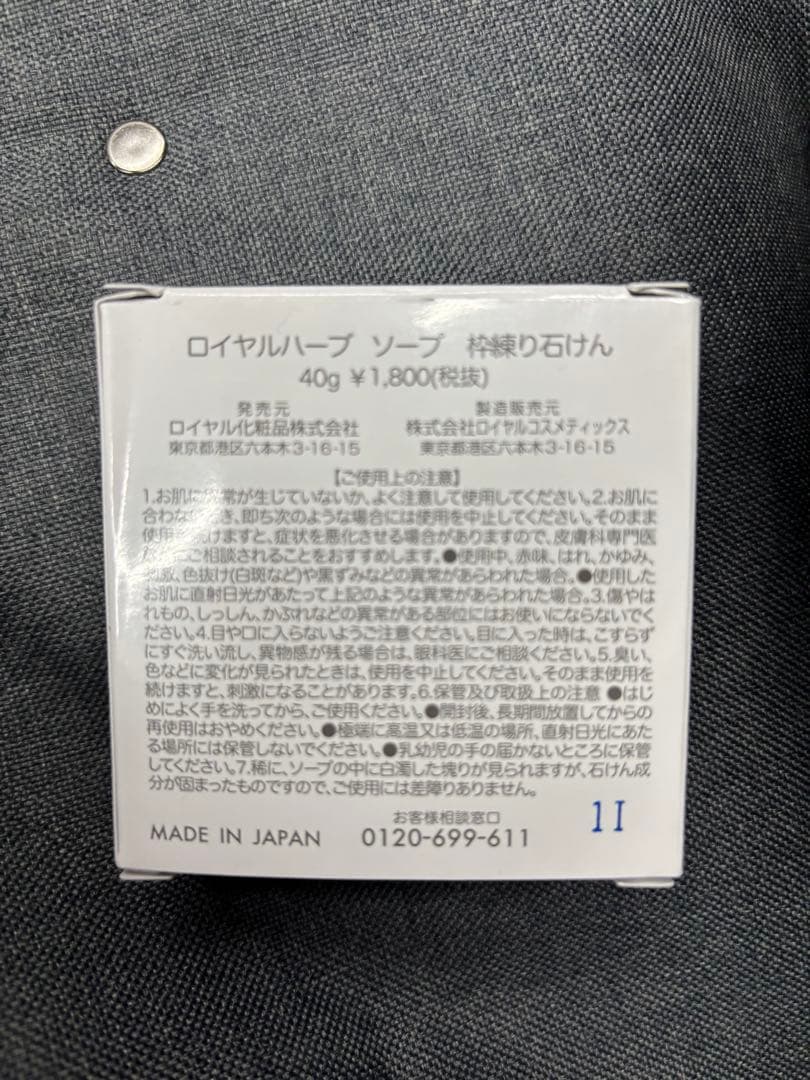 ロイヤルハーブ ソープ 枠練り石けん
40g ¥1,800(税抜)
発売元
ロイヤル化粧品株式会社
東京都港区六本木3-16-15
製造販売元
株式会社ロイヤルコスメティックス
東京都港区六本木3-16-15
【ご使用上の注意】
1.お肌に異常が生じていないか、よく注意して使用してください。2.お肌に
合わないとき、即ち次のような場合には使用を中止してください。そのまま
使用を続けますと、症状を悪化させる場合がありますので、皮膚科専門医
にご相談されることをおすすめします。●使用中、赤味、はれ、かゆみ、
刺激、色抜け(白斑など)や黒ずみなどの異常があらわれた場合。●使用した
お肌に直射日光があたって上記のような異常があらわれた場合。3.傷やは
れもの、しっしん、かぶれなどの異常がある部位にはお使いにならないでく
ださい。4.目や口に入らないようご注意ください。目に入った時は、こすらず
にすぐ洗い流し、異物感が残る場合は、眼科医にご相談ください。5.臭い、
色などに変化が見られたときは、使用を中止してください。そのまま使用を
続けますと、刺激になることがあります。6.保管及び取扱上の注意 ●はじ
めによく手を洗ってから、ご使用ください。●開封後、長期間放置してからの
再使用はおやめください。●極端に高温又は低温の場所、直射日光にあた
る場所には保管しないでください。●乳幼児の手の届かないところに保管
してください。7.稀に、ソープの中に白濁した塊りが見られますが、石けん成
分が固まったものですので、ご使用には差障りありません。
お客様相談窓口
MADE IN JAPAN 0120-699-611
1I